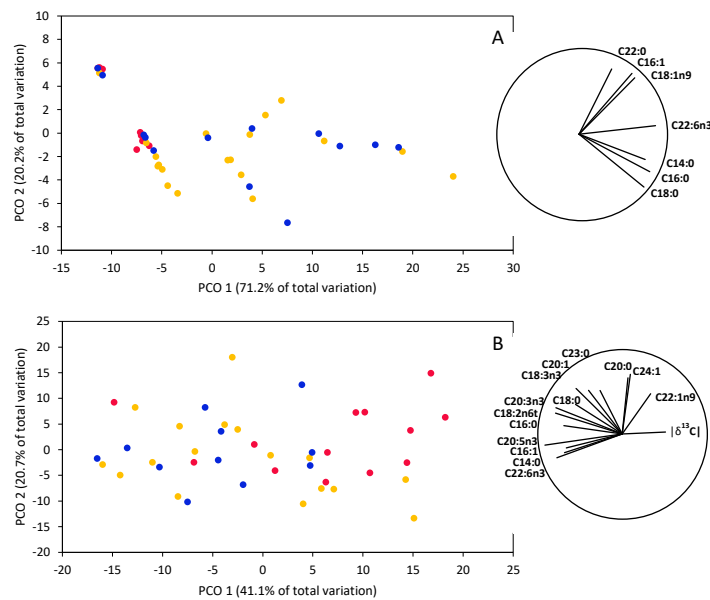 A
10
8
6
4
2
0
-2
-4
-6
-8
-10
PCO 2 (20.2% of total variation)
-15 -10 -5 0 5 10 15 20 25 30
PCO 1 (71.2% of total variation)
C22:0
C16:1
C18:1n9
C22:6n3
C14:0
C16:0
C18:0
B
25
20
15
10
5
0
-5
-10
-15
-20
PCO 2 (20.7% of total variation)
-20 -15 -10 -5 0 5 10 15 20 25
PCO 1 (41.1% of total variation)
C23:0
C20:1
C20:0
C18:3n3
C24:1
C22:1n9
C20:3n3
C18:0
C18:2n6t
C16:0
|δ¹³C|
C20:5n3
C16:1
C14:0
C22:6n3